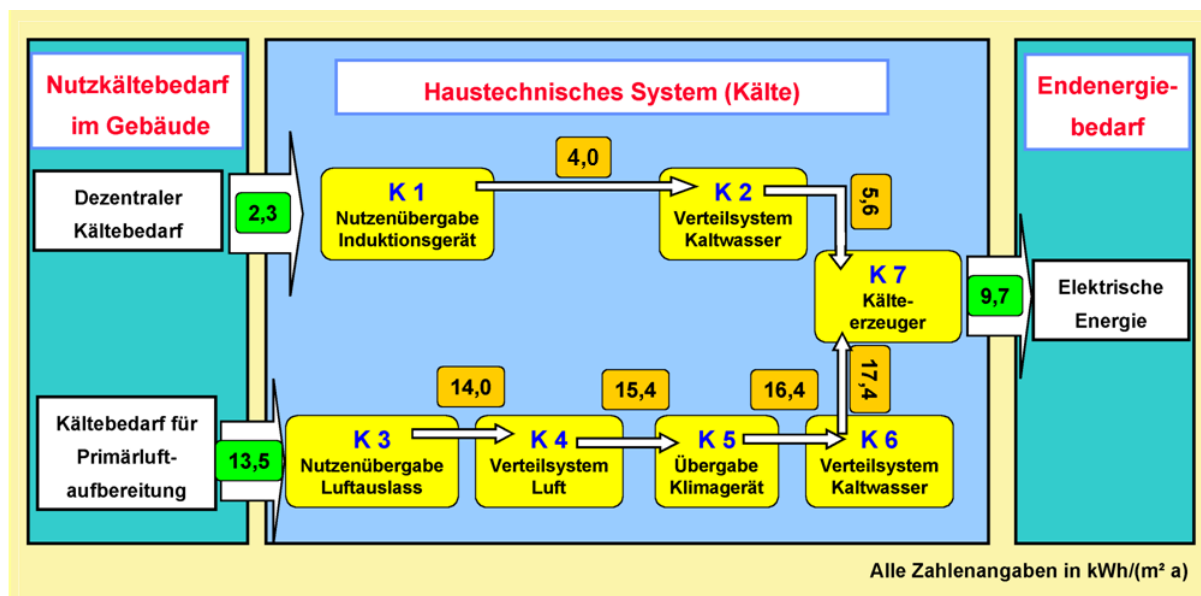 Nutzkältebedarf
im Gebäude
Haustechnisches System (Kälte)
Endenergie-
bedarf
Dezentraler
Kältebedarf
2,3
K 1
Nutzenübergabe
Induktionsgerät
4,0
K 2
Verteilsystem
Kaltwasser
5,6
K 7
Kälte-
erzeuger
9,7
Elektrische
Energie
Kältebedarf für
Primärluft-
aufbereitung
13,5
K 3
Nutzenübergabe
Luftauslass
14,0
K 4
Verteilsystem
Luft
15,4
K 5
Übergabe
Klimagerät
16,4
K 6
Verteilsystem
Kaltwasser
17,4
Alle Zahlenangaben in kWh/(m² a)